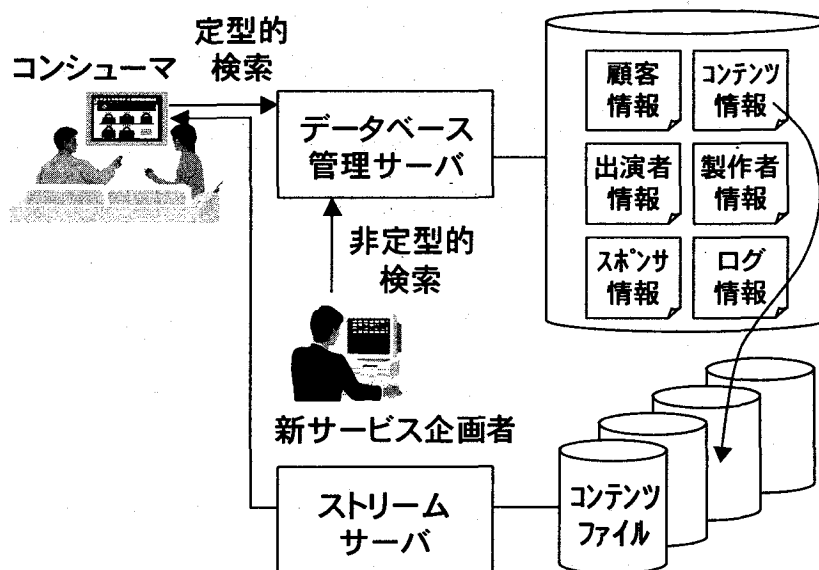 定型的
検索
コンシューマ
データベース
管理サーバ
顧客
情報
コンテンツ
情報
出演者
情報
製作者
情報
スポンサ
情報
ログ
情報
非定型的
検索
新サービス企画者
ストリーム
サーバ
コンテンツ
ファイル